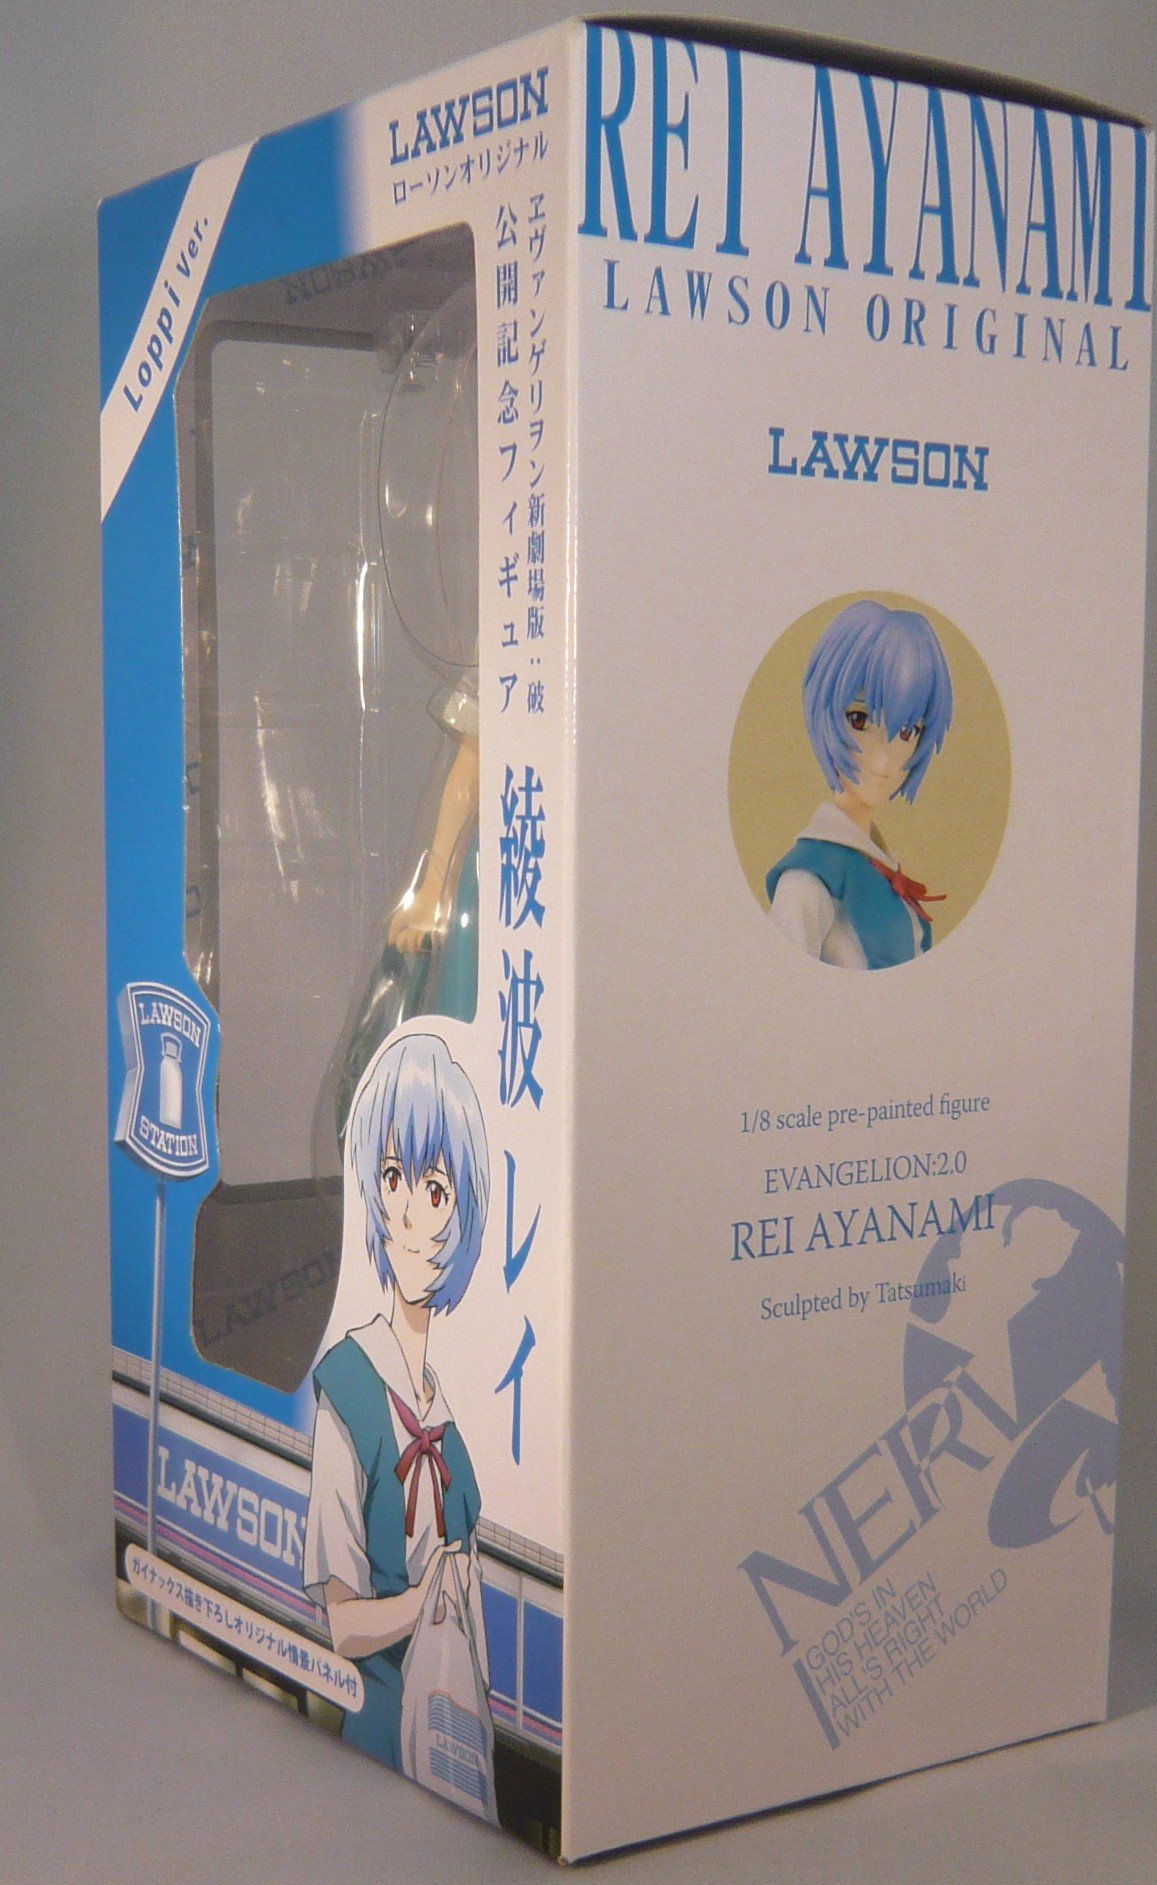 Loppi Ver.
LAWSON
ローソンオリジナル
ヱヴァンゲリヲン新劇場版:破
公開記念フィギュア
綾波レイ
LAWSON
LAWSON
STATION
LAWSON
LAWSON
ガイナックス描き下ろしオリジナル情景パネル付
LAWSON
REI AYANAMI
LAWSON ORIGINAL
LAWSON
1/8 scale pre-painted figure
EVANGELION:2.0
REI AYANAMI
Sculpted by Tatsumaki
NERV
GOD'S IN
HIS HEAVEN
ALL'S RIGHT
WITH THE WORLD